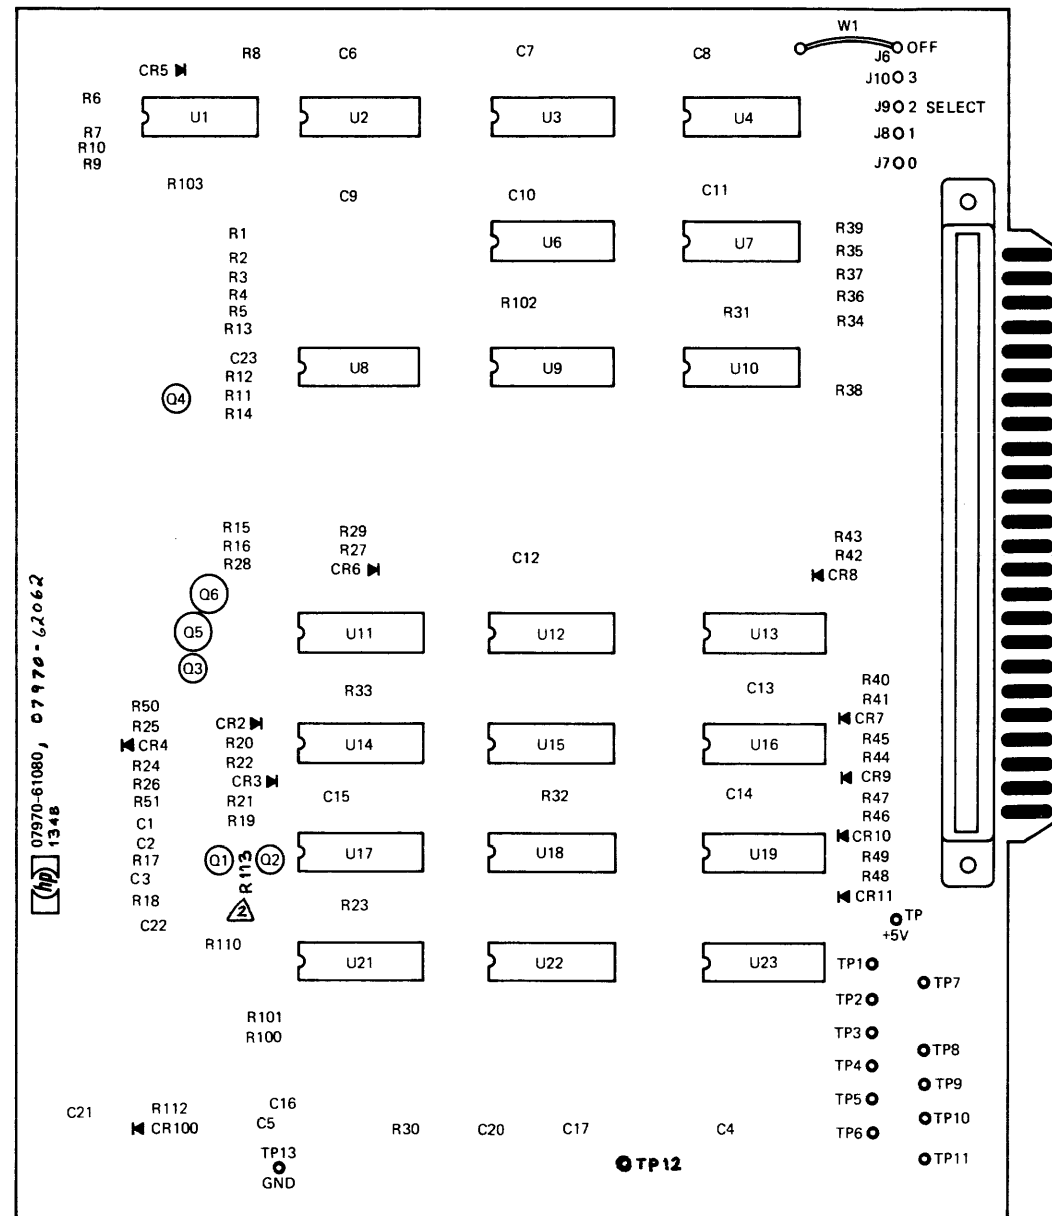 W1
R8 C6 C7 C8 J6 OFF
CR5 J10 3
R6 U1 U2 U3 U4 J9 2 SELECT
R7 J8 1
R10
R9 J7 0
R103 C9 C10 C11
R1 U6 U7 R39
R2 R35
R3 R37
R4 R102 R36
R5 R31
R13 R34
C23 U8 U9 U10
R12
Q4 R11 R38
R14
R15 R29 R43
R16 R27 C12 R42
R28 CR6 CR8
Q6
Q5 U11 U12 U13
Q3
R33 C13 R40
R50 R41
R25 CR2 CR7
CR4 R20 U14 U15 U16 R45
R24 R22 R44
R26 CR3 CR9
R51 R21 C15 R32 C14 R47
C1 R19 R46
C2 CR10
R17 Q1 R113 Q2 U17 U18 U19 R49
C3 R48
R18 2 R23 CR11
C22 TP
+5V
R110 U21 U22 U23 TP1
TP7
TP2
R101 TP3
R100
TP8
TP4
TP9
C21 R112 C16 TP5
CR100 C5 R30 C20 C17 C4 TP6 TP10
TP13 TP12 TP11
GND
hp 07970-61080, 07970-62062
1348